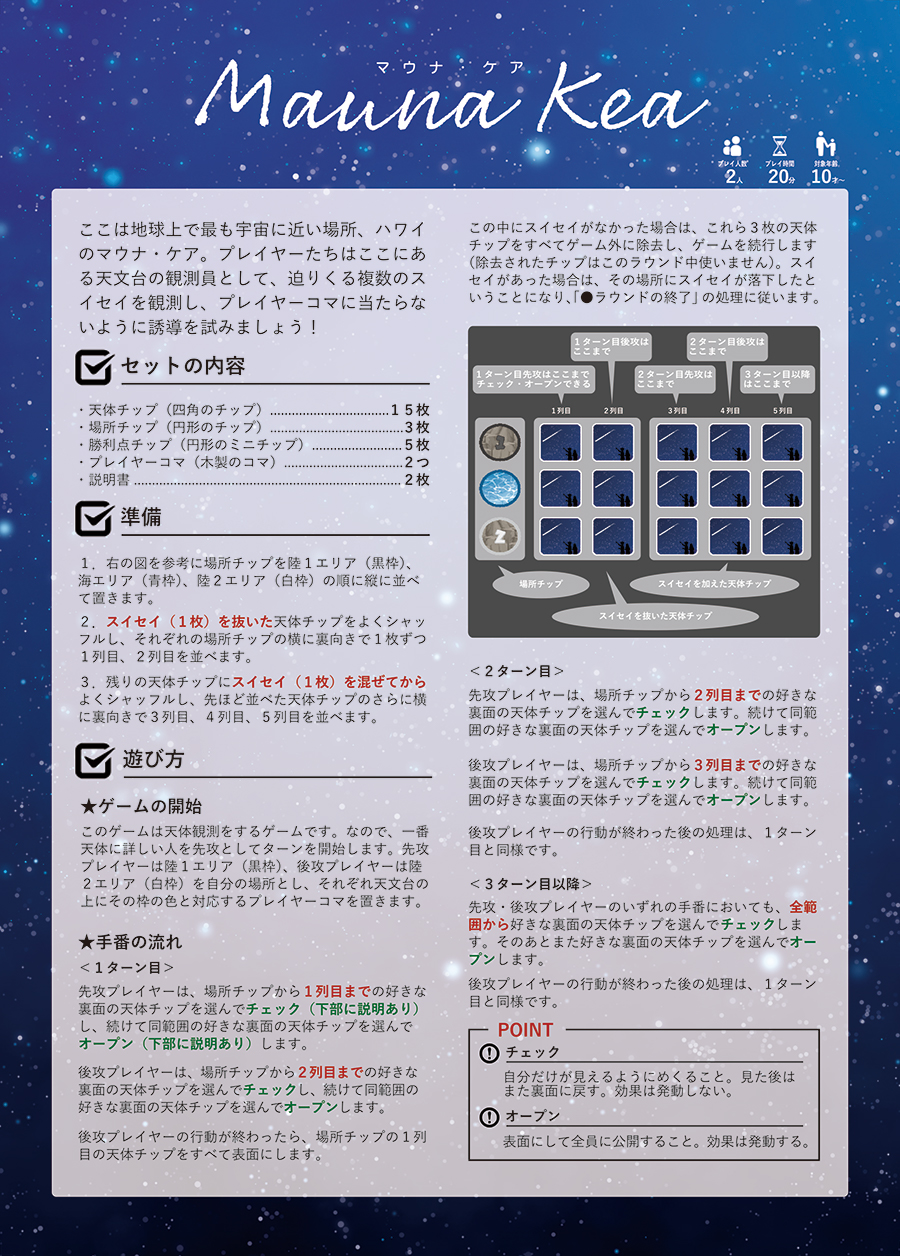 マウナ・ケア
Mauna Kea
プレイ人数 プレイ時間 対象年齢
2人 20分 10才~
ここは地球上で最も宇宙に近い場所、ハワイ
のマウナ・ケア。プレイヤーたちはここにあ
る天文台の観測員として、迫りくる複数のス
イセイを観測し、プレイヤーコマに当たらな
いように誘導を試みましょう！
セットの内容
・天体チップ（四角のチップ）................................１５枚
・場所チップ（円形のチップ）....................................３枚
・勝利点チップ（円形のミニチップ）........................５枚
・プレイヤーコマ（木製のコマ）................................２つ
・説明書....................................................................２枚
準備
１．右の図を参考に場所チップを陸１エリア（黒枠）、
海エリア（青枠）、陸２エリア（白枠）の順に縦に並べ
て置きます。
２．スイセイ（１枚）を抜いた天体チップをよくシャッ
フルし、それぞれの場所チップの横に裏向きで１枚ずつ
１列目、２列目を並べます。
３．残りの天体チップにスイセイ（１枚）を混ぜてから
よくシャッフルし、先ほど並べた天体チップのさらに横
に裏向きで３列目、４列目、５列目を並べます。
遊び方
★ゲームの開始
このゲームは天体観測をするゲームです。なので、一番
天体に詳しい人を先攻としてターンを開始します。先攻
プレイヤーは陸１エリア（黒枠）、後攻プレイヤーは陸
２エリア（白枠）を自分の場所とし、それぞれ天文台の
上にその枠の色と対応するプレイヤーコマを置きます。
★手番の流れ
＜１ターン目＞
先攻プレイヤーは、場所チップから１列目までの好きな
裏面の天体チップを選んでチェック（下部に説明あり）
し、続けて同範囲の好きな裏面の天体チップを選んで
オープン（下部に説明あり）します。
後攻プレイヤーは、場所チップから２列目までの好きな
裏面の天体チップを選んでチェックし、続けて同範囲の
好きな裏面の天体チップを選んでオープンします。
後攻プレイヤーの行動が終わったら、場所チップの１列
目の天体チップをすべて表面にします。
この中にスイセイがなかった場合は、これら３枚の天体
チップをすべてゲーム外に除去し、ゲームを続行します
（除去されたチップはこのラウンド中使いません）。スイ
セイがあった場合は、その場所にスイセイが落下したと
いうことになり、「●ラウンドの終了」の処理に従います。
１ターン目後攻は
ここまで
２ターン目後攻は
ここまで
１ターン目先攻はここまで
チェック・オープンできる
２ターン目先攻は
ここまで
３ターン目以降
はここまで
１列目 ２列目 ３列目 ４列目 ５列目
1
2
場所チップ
スイセイを加えた天体チップ
スイセイを抜いた天体チップ
＜２ターン目＞
先攻プレイヤーは、場所チップから２列目までの好きな
裏面の天体チップを選んでチェックします。続けて同範
囲の好きな裏面の天体チップを選んでオープンします。
後攻プレイヤーは、場所チップから３列目までの好きな
裏面の天体チップを選んでチェックします。続けて同範
囲の好きな裏面の天体チップを選んでオープンします。
後攻プレイヤーの行動が終わった後の処理は、１ターン
目と同様です。
＜３ターン目以降＞
先攻・後攻プレイヤーのいずれの手番においても、全範
囲から好きな裏面の天体チップを選んでチェックしま
す。そのあとまた好きな裏面の天体チップを選んでオー
プンします。
後攻プレイヤーの行動が終わった後の処理は、１ターン
目と同様です。
POINT
チェック
自分だけが見えるようにめくること。見た後は
また裏面に戻す。効果は発動しない。
オープン
表面にして全員に公開すること。効果は発動する。